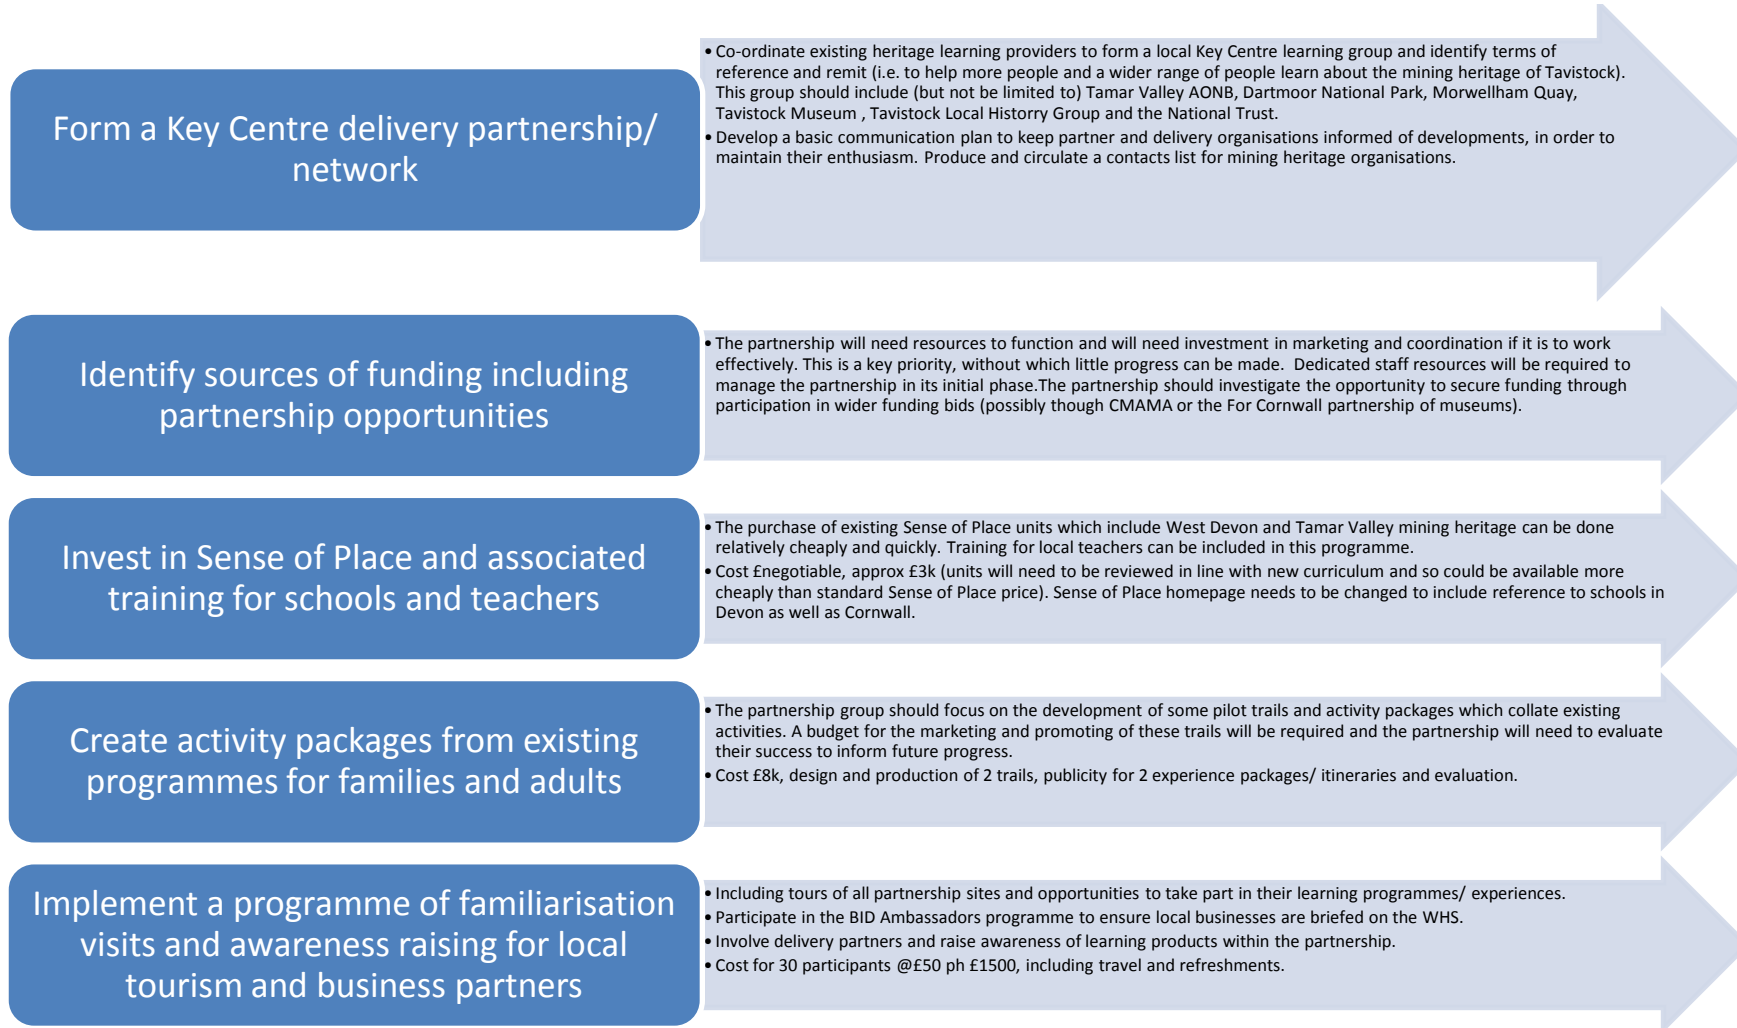 Form a Key Centre delivery partnership/
network
• Co-ordinate existing heritage learning providers to form a local Key Centre learning group and identify terms of
reference and remit (i.e. to help more people and a wider range of people learn about the mining heritage of Tavistock).
This group should include (but not be limited to) Tamar Valley AONB, Dartmoor National Park, Morwellham Quay,
Tavistock Museum , Tavistock Local Historry Group and the National Trust.
• Develop a basic communication plan to keep partner and delivery organisations informed of developments, in order to
maintain their enthusiasm. Produce and circulate a contacts list for mining heritage organisations.
Identify sources of funding including
partnership opportunities
• The partnership will need resources to function and will need investment in marketing and coordination if it is to work
effectively. This is a key priority, without which little progress can be made.  Dedicated staff resources will be required to
manage the partnership in its initial phase.The partnership should investigate the opportunity to secure funding through
participation in wider funding bids (possibly though CMAMA or the For Cornwall partnership of museums).
Invest in Sense of Place and associated
training for schools and teachers
• The purchase of existing Sense of Place units which include West Devon and Tamar Valley mining heritage can be done
relatively cheaply and quickly. Training for local teachers can be included in this programme.
• Cost £negotiable, approx £3k (units will need to be reviewed in line with new curriculum and so could be available more
cheaply than standard Sense of Place price). Sense of Place homepage needs to be changed to include reference to schools in
Devon as well as Cornwall.
Create activity packages from existing
programmes for families and adults
• The partnership group should focus on the development of some pilot trails and activity packages which collate existing
activities. A budget for the marketing and promoting of these trails will be required and the partnership will need to evaluate
their success to inform future progress.
• Cost £8k, design and production of 2 trails, publicity for 2 experience packages/ itineraries and evaluation.
Implement a programme of familiarisation
visits and awareness raising for local
tourism and business partners
• Including tours of all partnership sites and opportunities to take part in their learning programmes/ experiences.
• Participate in the BID Ambassadors programme to ensure local businesses are briefed on the WHS.
• Involve delivery partners and raise awareness of learning products within the partnership.
• Cost for 30 participants @£50 ph £1500, including travel and refreshments.